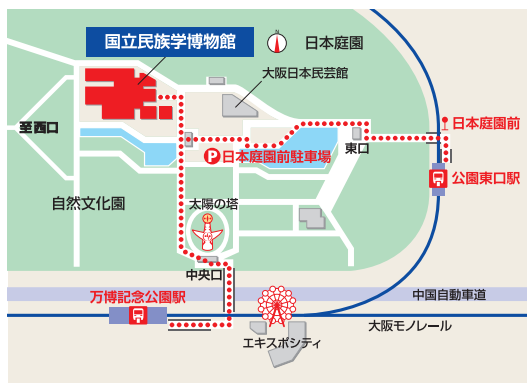 国立民族学博物館
N
日本庭園
大阪日本民芸館
至西口
日本庭園前
P日本庭園前駐車場
東口
公園東口駅
自然文化園
太陽の塔
中央口
万博記念公園駅
中国自動車道
大阪モノレール
エキスポシティ